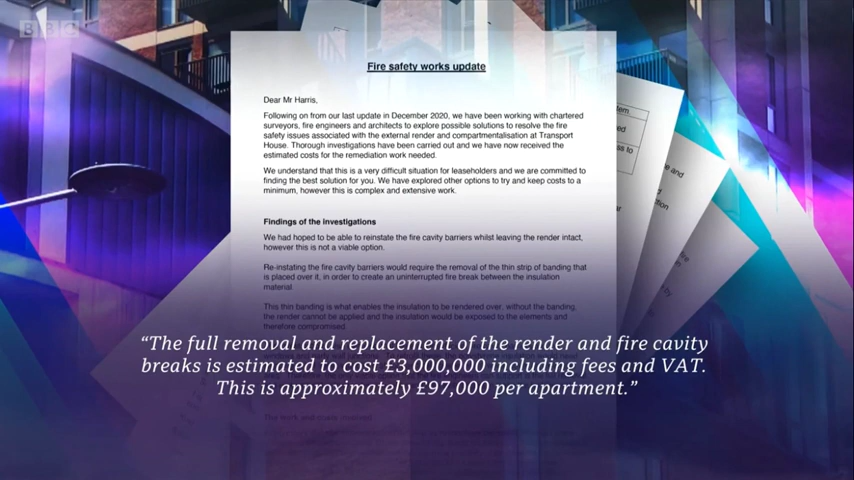 BBC
Fire safety works update
Dear Mr Harris,
Following on from our last update in December 2020, we have been working with chartered
surveyors, fire engineers and architects to explore possible solutions to resolve the fire
safety issues associated with the external render and compartmentalisation at Transport
House. Thorough investigations have been carried out and we have now received the
estimated costs for the remediation work needed.
We understand that this is a very difficult situation for leaseholders and we are committed to
finding the best solution for you. We have explored other options to try and keep costs to a
minimum, however this is complex and extensive work.
Findings of the investigations
We had hoped to be able to reinstate the fire cavity barriers whilst leaving the render intact,
however this is not a viable option.
Re-instating the fire cavity barriers would require the removal of the thin strip of banding that
is placed over it, in order to create an uninterrupted fire break between the insulation
material
This thin banding is what enables the insulation to be rendered over, without the banding,
the render cannot be applied and the insulation would be exposed to the elements and
therefore compromised.
“The full removal and replacement of the render and fire cavity
breaks is estimated to cost £3,000,000 including fees and VAT.
This is approximately £97,000 per apartment.”